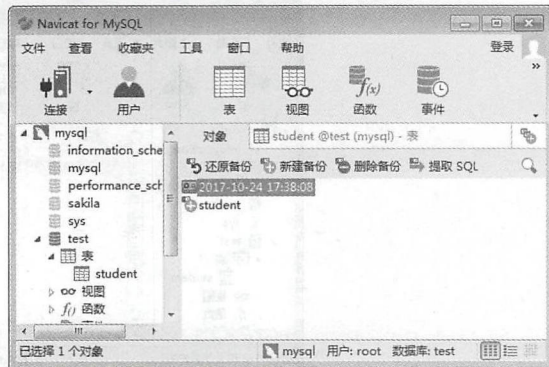 Navicat for MySQL
文件 查看 收藏夹 工具 窗口 帮助 登录
连接 用户 表 视图 函数 事件
mysql
information_sche
mysql
performance_sch
sakila
sys
test
表
student
视图
函数
对象 student @test (mysql) - 表
还原备份 新建备份 删除备份 提取 SQL
2017-10-24 17:38:08
student
已选择 1 个对象 mysql 用户: root 数据库: test